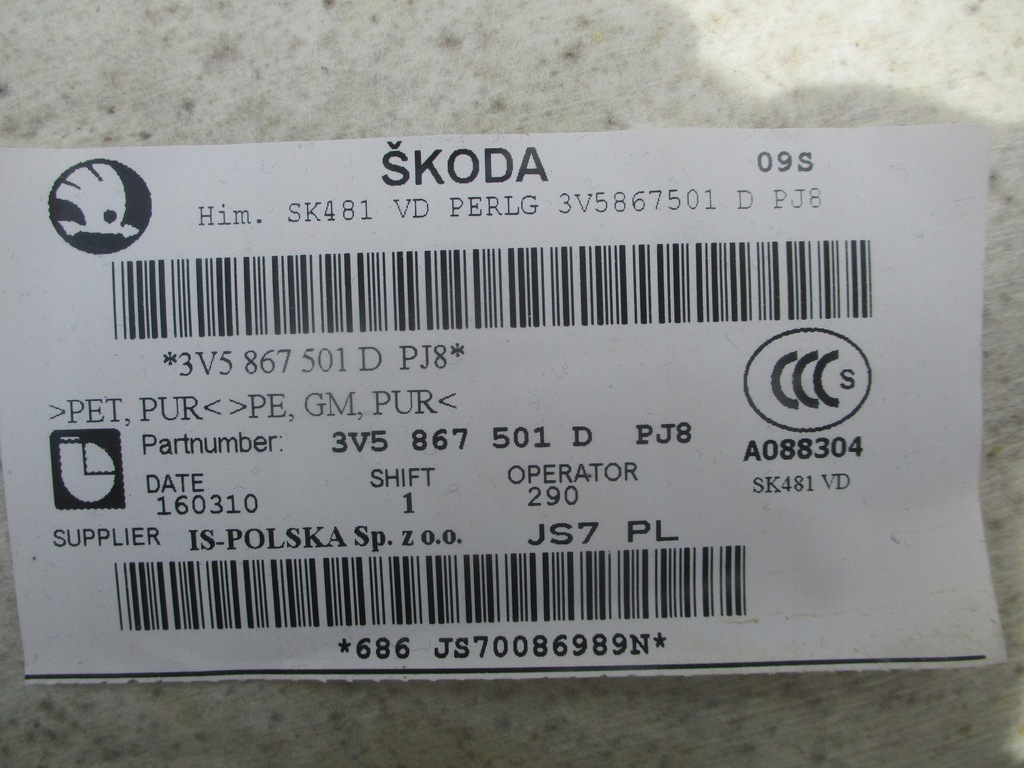 ŠKODA 09S
Him. SK481 VD PERLG 3V5867501 D PJ8
*3V5 867 501 D PJ8*
CCC S
>PET, PUR< >PE, GM, PUR<
Partnumber: 3V5 867 501 D PJ8
A088304
DATE SHIFT OPERATOR
SK481 VD
160310 1 290
SUPPLIER IS-POLSKA Sp. z o.o. JS7 PL
*686 JS70086989N*